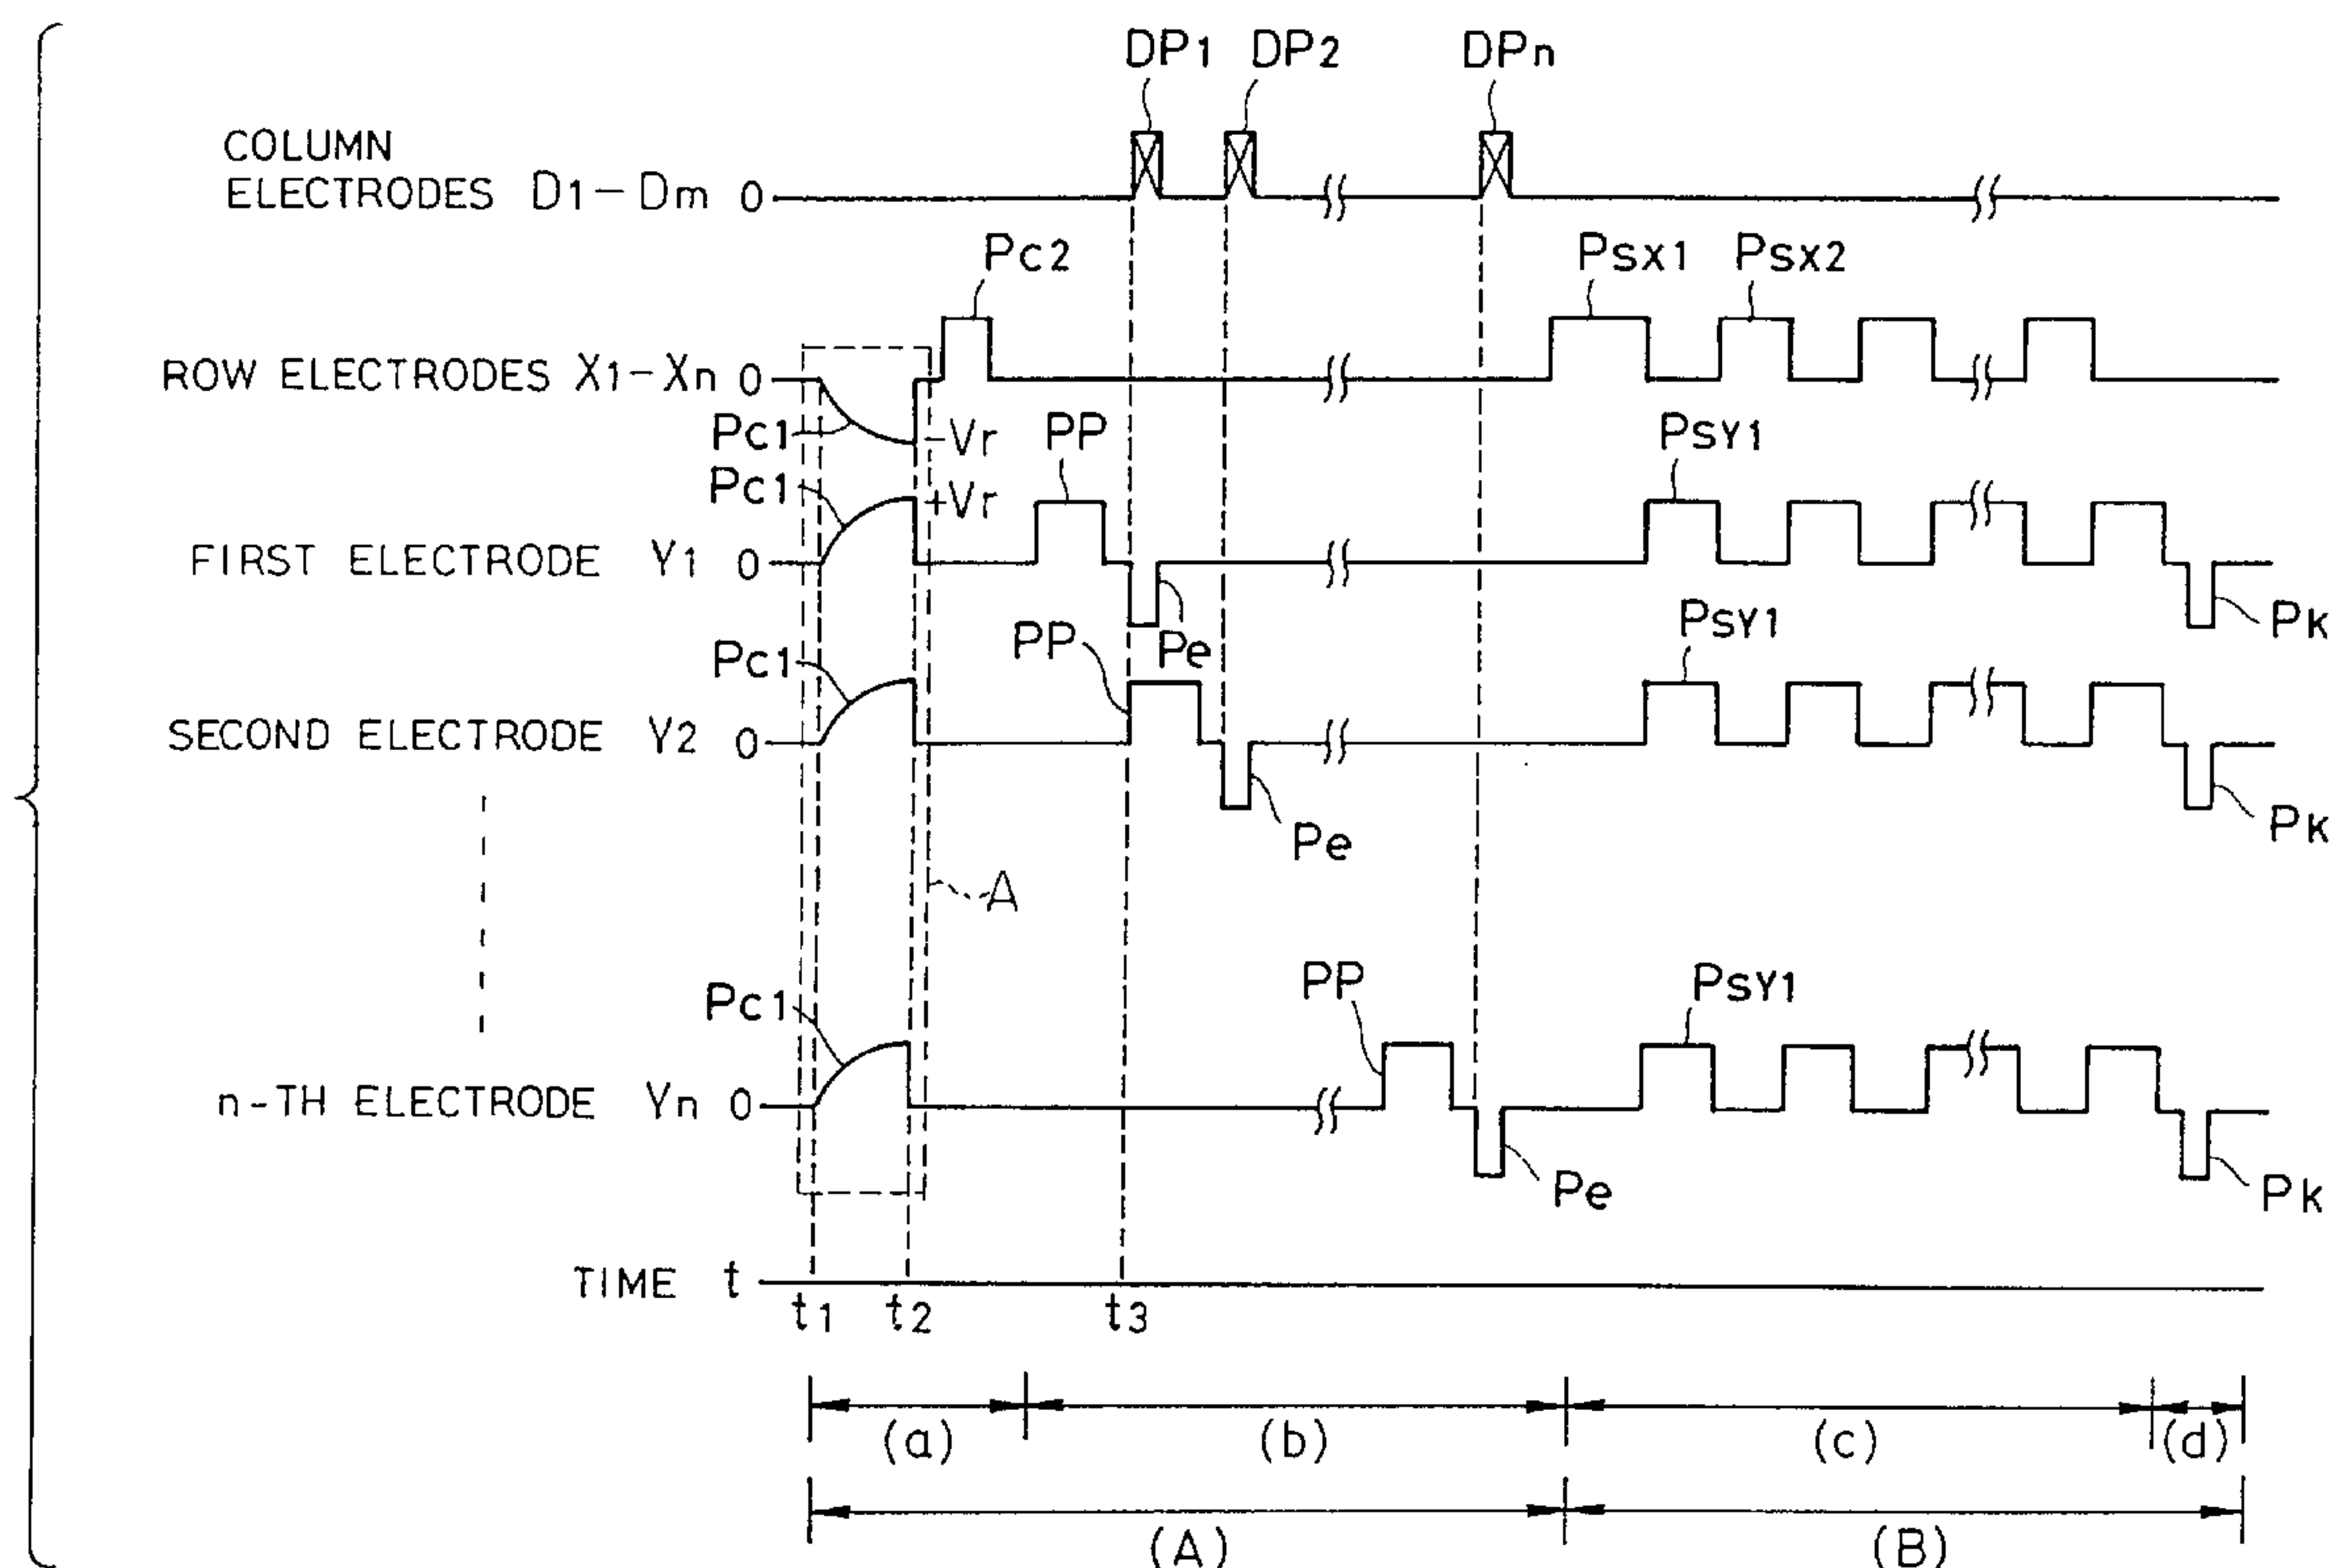 DP1 DP2 DPn
COLUMN
ELECTRODES D1-Dm 0
Pc2 PSX1 PSX2
ROW ELECTRODES X1-Xn 0
Pc1 -Vr PP PSY1
Pc1 +Vr
FIRST ELECTRODE Y1 0
Pe Pk
Pc1 PP PSY1
SECOND ELECTRODE Y2 0
Pe Pk
A
Pc1 PP PSY1
n-TH ELECTRODE Yn 0
Pe Pk
TIME t
t1 t2 t3
(a) (b) (c) (d)
(A) (B)